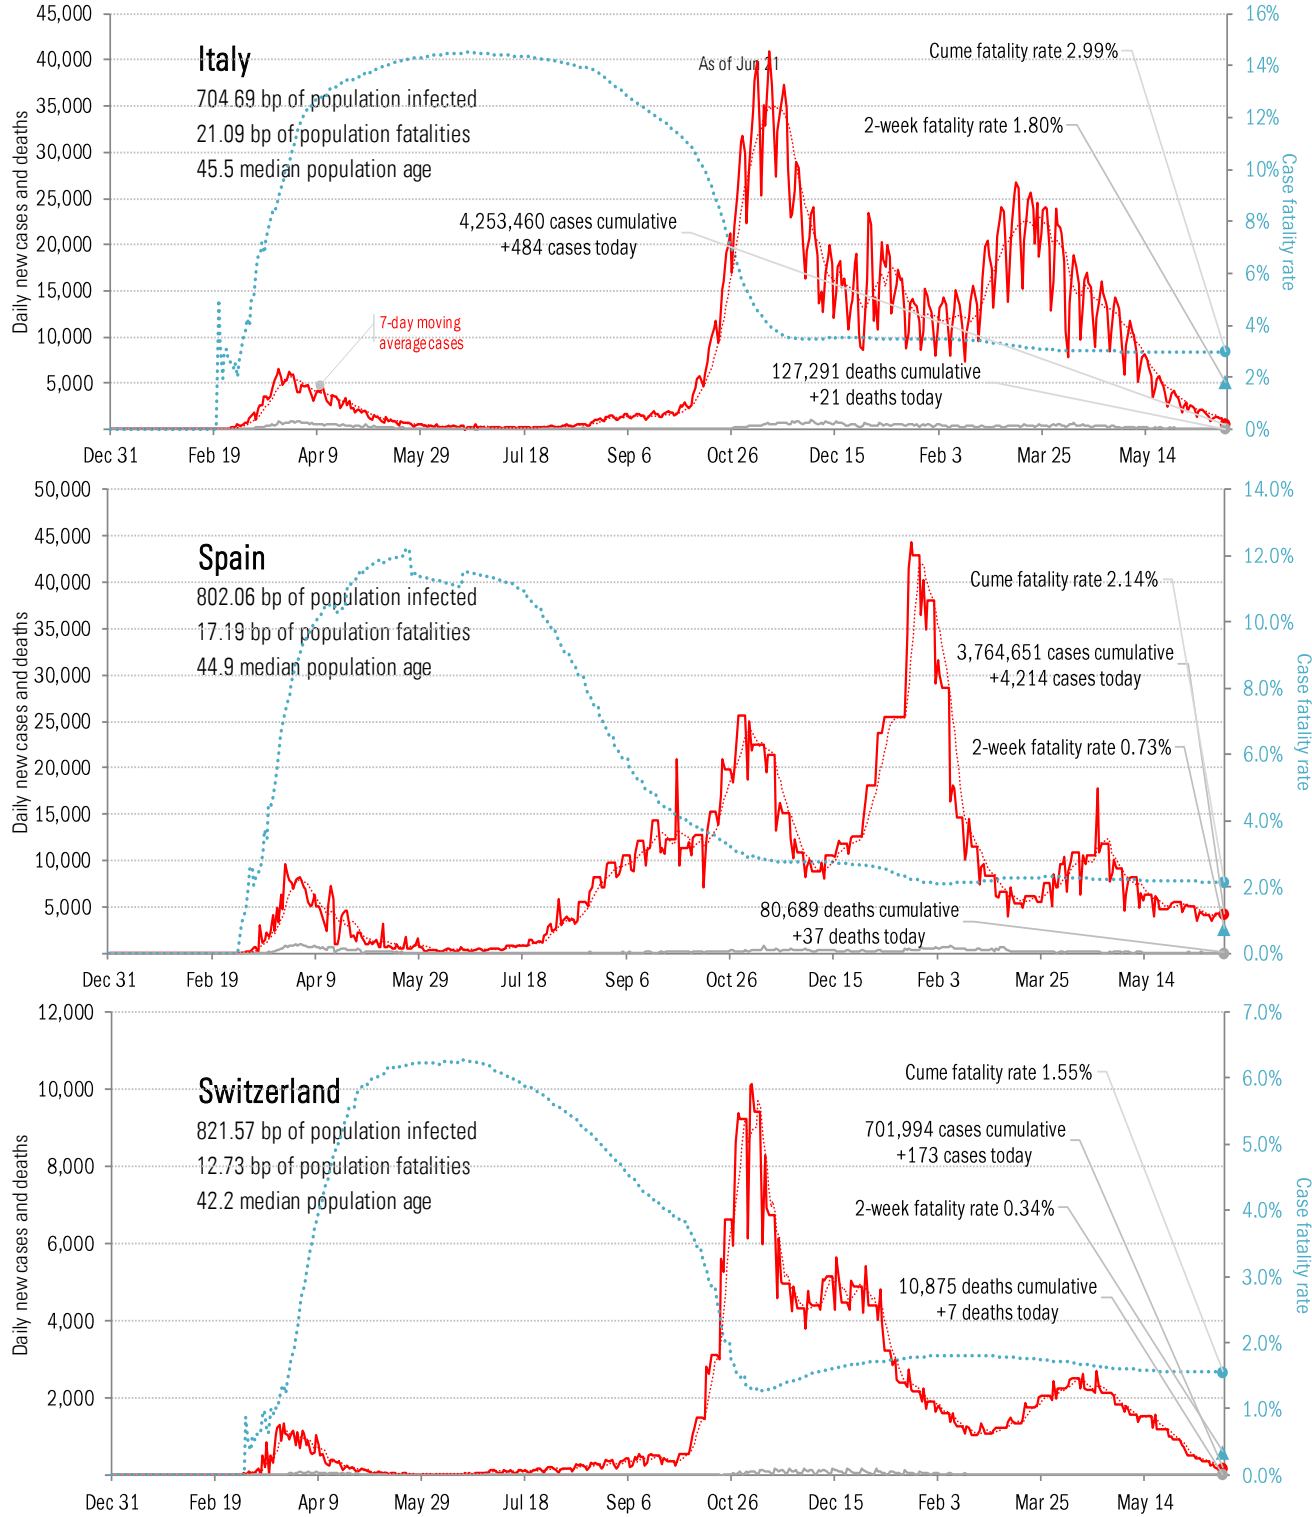 45,000
40,000
35,000
30,000
25,000
20,000
15,000
10,000
5,000
Daily new cases and deaths
Italy
704.69 bp of population infected
21.09 bp of population fatalities
45.5 median population age
As of Jun 21
Cume fatality rate 2.99%
2-week fatality rate 1.80%
4,253,460 cases cumulative
+484 cases today
7-day moving
average cases
127,291 deaths cumulative
+21 deaths today
16%
14%
12%
10%
8%
6%
4%
2%
0%
Case fatality rate
Dec 31 Feb 19 Apr 9 May 29 Jul 18 Sep 6 Oct 26 Dec 15 Feb 3 Mar 25 May 14
50,000
45,000
40,000
35,000
30,000
25,000
20,000
15,000
10,000
5,000
Daily new cases and deaths
Spain
802.06 bp of population infected
17.19 bp of population fatalities
44.9 median population age
Cume fatality rate 2.14%
3,764,651 cases cumulative
+4,214 cases today
2-week fatality rate 0.73%
80,689 deaths cumulative
+37 deaths today
14.0%
12.0%
10.0%
8.0%
6.0%
4.0%
2.0%
0.0%
Case fatality rate
Dec 31 Feb 19 Apr 9 May 29 Jul 18 Sep 6 Oct 26 Dec 15 Feb 3 Mar 25 May 14
12,000
10,000
8,000
6,000
4,000
2,000
Daily new cases and deaths
Switzerland
821.57 bp of population infected
12.73 bp of population fatalities
42.2 median population age
Cume fatality rate 1.55%
701,994 cases cumulative
+173 cases today
2-week fatality rate 0.34%
10,875 deaths cumulative
+7 deaths today
7.0%
6.0%
5.0%
4.0%
3.0%
2.0%
1.0%
0.0%
Case fatality rate
Dec 31 Feb 19 Apr 9 May 29 Jul 18 Sep 6 Oct 26 Dec 15 Feb 3 Mar 25 May 14